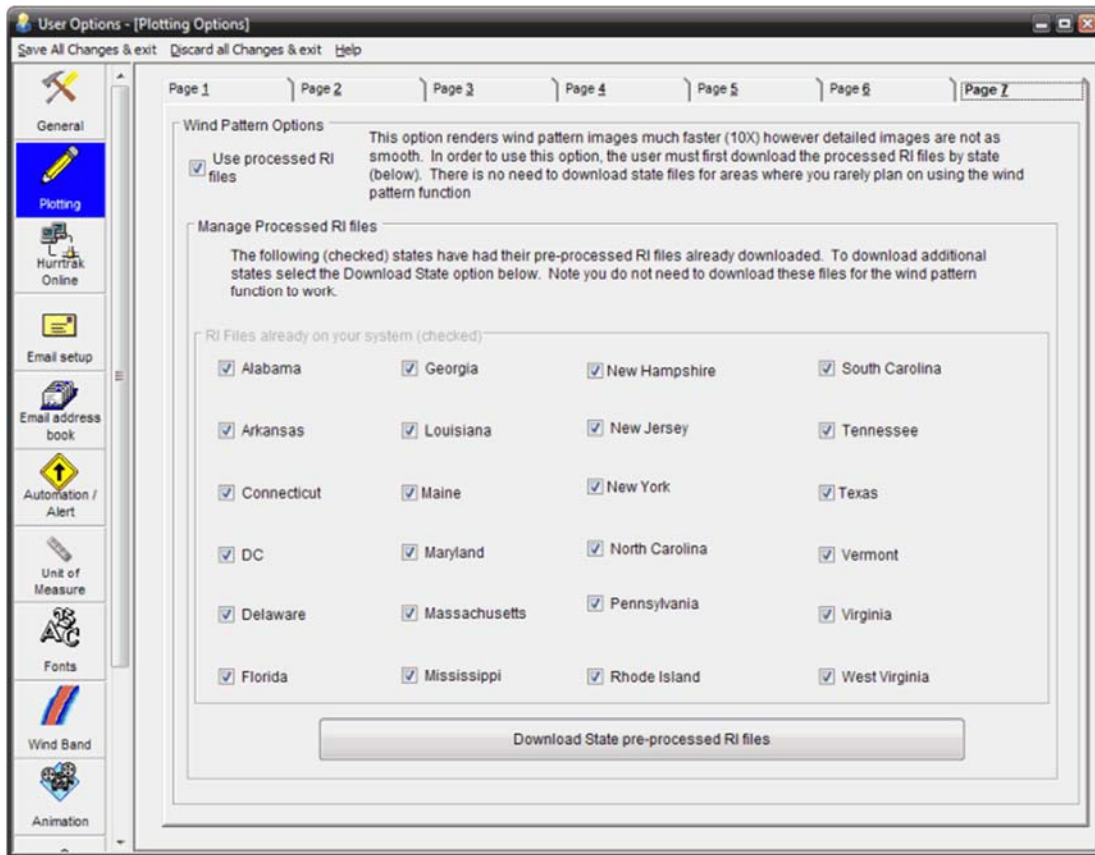 User Options - [Plotting Options]
Save All Changes & exit Discard all Changes & exit Help
General
Plotting
Hurrtrak
Online
Email setup
Email address
book
Automation /
Alert
Unit of
Measure
Fonts
Wind Band
Animation
Page 1 Page 2 Page 3 Page 4 Page 5 Page 6 Page 7
Wind Pattern Options
Use processed RI
files
This option renders wind pattern images much faster (10X) however detailed images are not as
smooth. In order to use this option, the user must first download the processed RI files by state
(below). There is no need to download state files for areas where you rarely plan on using the wind
pattern function
Manage Processed RI files
The following (checked) states have had their pre-processed RI files already downloaded. To download additional
states select the Download State option below. Note you do not need to download these files for the wind pattern
function to work.
RI Files already on your system (checked)
Alabama Georgia New Hampshire South Carolina
Arkansas Louisiana New Jersey Tennessee
Connecticut Maine New York Texas
DC Maryland North Carolina Vermont
Delaware Massachusetts Pennsylvania Virginia
Florida Mississippi Rhode Island West Virginia
Download State pre-processed RI files